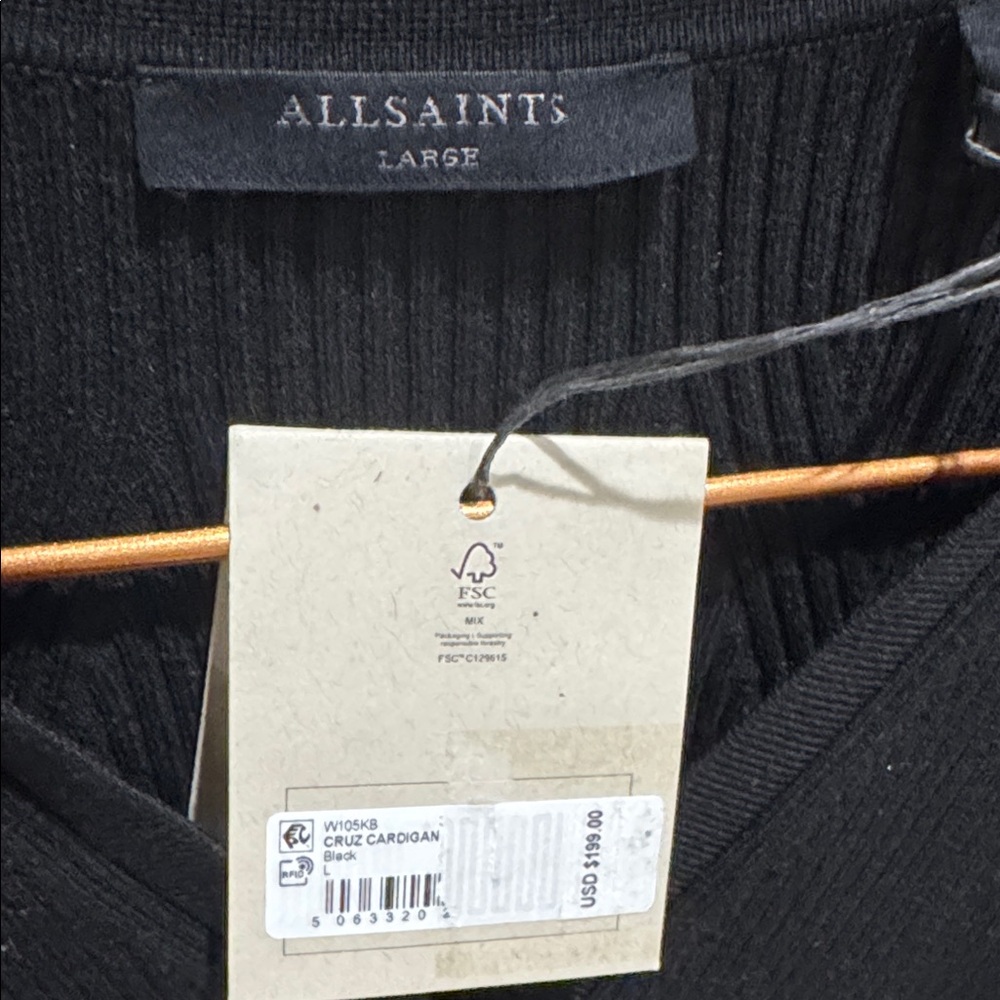 ALLSAINTS
LARGE
FSC
www.fsc.org
MIX
Packaging | Supporting
responsible forestry
FSC™ C129615
W105KB
CRUZ CARDIGAN
Black
L
RFID
5 063320
USD $199.00